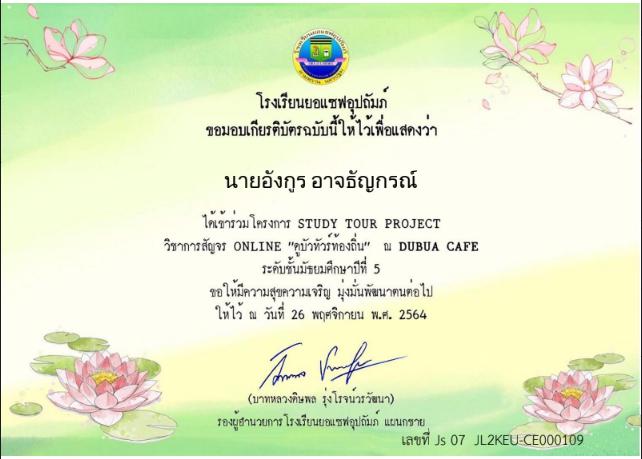 โรงเรียนยอแซฟอุปถัมภ์
ขอมอบเกียรติบัตรฉบับนี้ให้ไว้เพื่อแสดงว่า
นายอังกูร อาจธัญกรณ์
ได้เข้าร่วมโครงการ STUDY TOUR PROJECT
วิชาการสัญจร ONLINE "ดูบัวทัวร์ท้องถิ่น" ณ DUBUA CAFE
ระดับชั้นมัธยมศึกษาปีที่ 5
ขอให้มีความสุขความเจริญ มุ่งมั่นพัฒนาตนต่อไป
ให้ไว้ ณ วันที่ 26 พฤศจิกายน พ.ศ. 2564
(บาทหลวงดิษพล รุ่งโรจน์วรวัฒนา)
รองผู้อำนวยการโรงเรียนยอแซฟอุปถัมภ์ แผนกชาย
เลขที่ Js 07 JL2KEU-CE000109